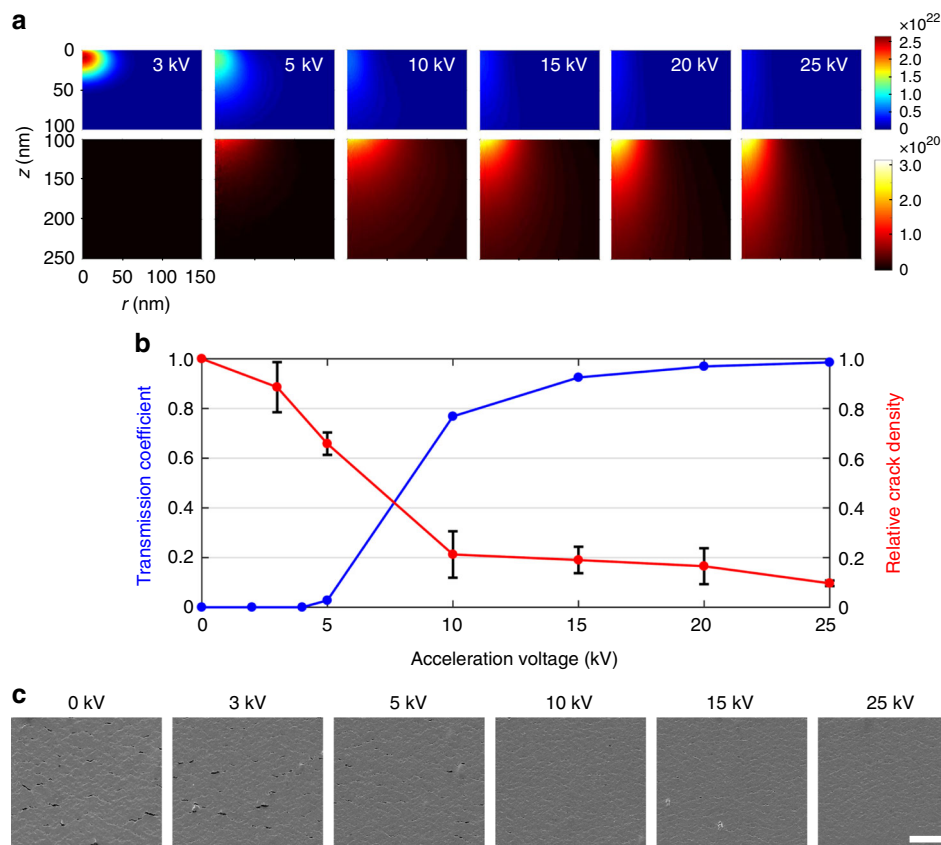 a
×10²²
0
50
100
3 kV
5 kV
10 kV
15 kV
20 kV
25 kV
2.5
2.0
1.5
1.0
0.5
0
×10²⁰
z (nm)
100
150
200
250
3.0
2.0
1.0
0
0 50 100 150
r (nm)
b
Transmission coefficient
1.0
0.8
0.6
0.4
0.2
0
1.0
0.8
0.6
0.4
0.2
0
Relative crack density
0 5 10 15 20 25
Acceleration voltage (kV)
c
0 kV 3 kV 5 kV 10 kV 15 kV 25 kV